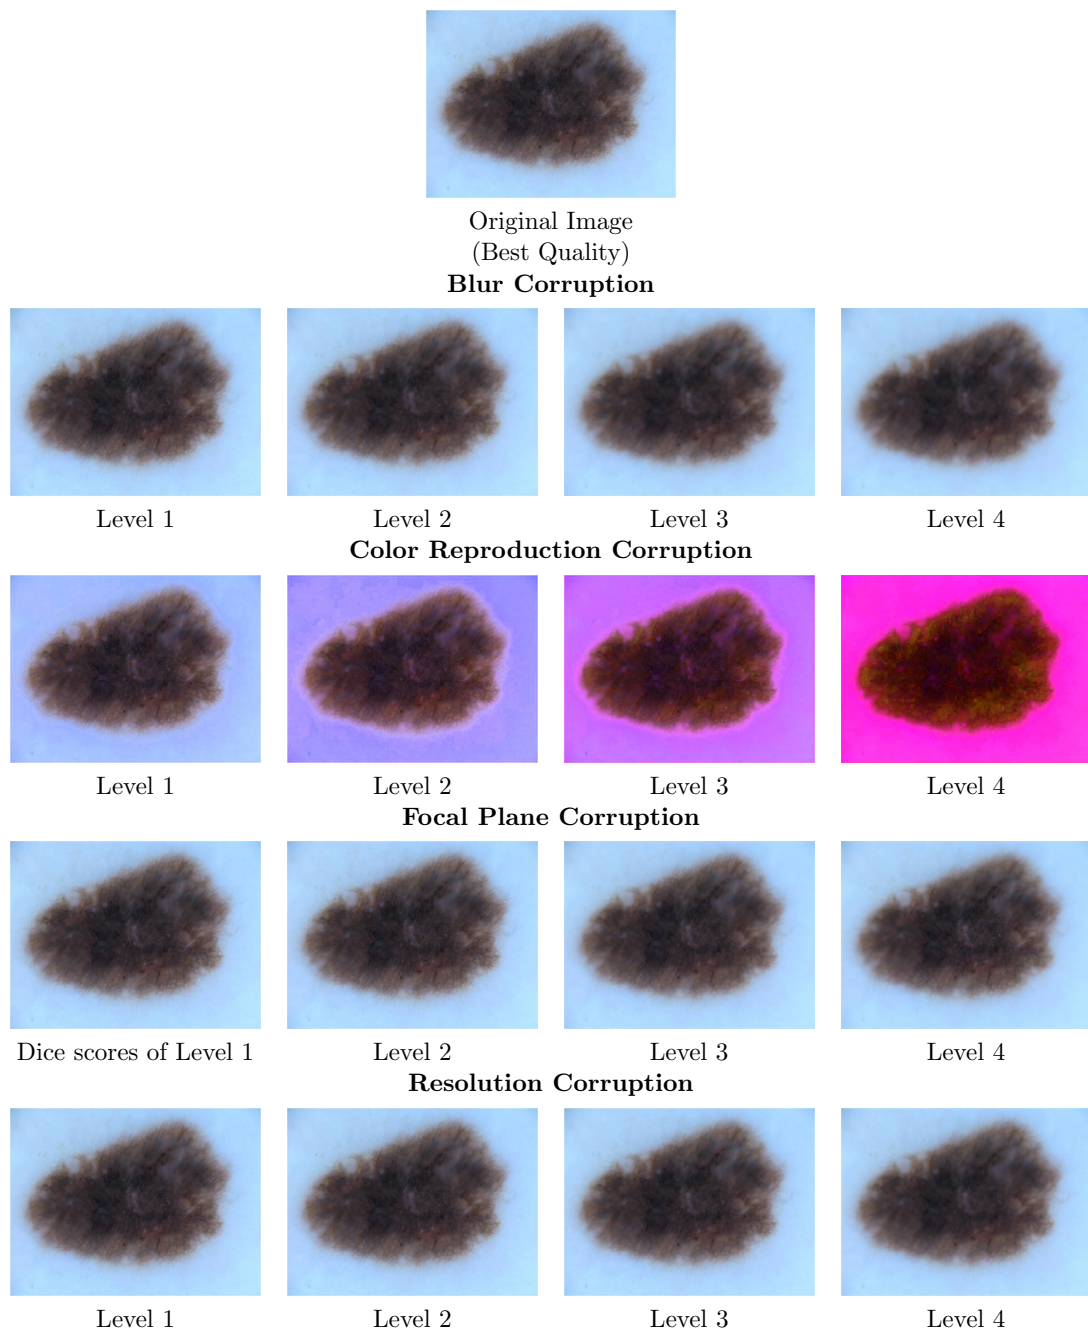 Original Image
(Best Quality)
Blur Corruption
Level 1
Level 2
Level 3
Level 4
Color Reproduction Corruption
Level 1
Level 2
Level 3
Level 4
Focal Plane Corruption
Dice scores of Level 1
Level 2
Level 3
Level 4
Resolution Corruption
Level 1
Level 2
Level 3
Level 4